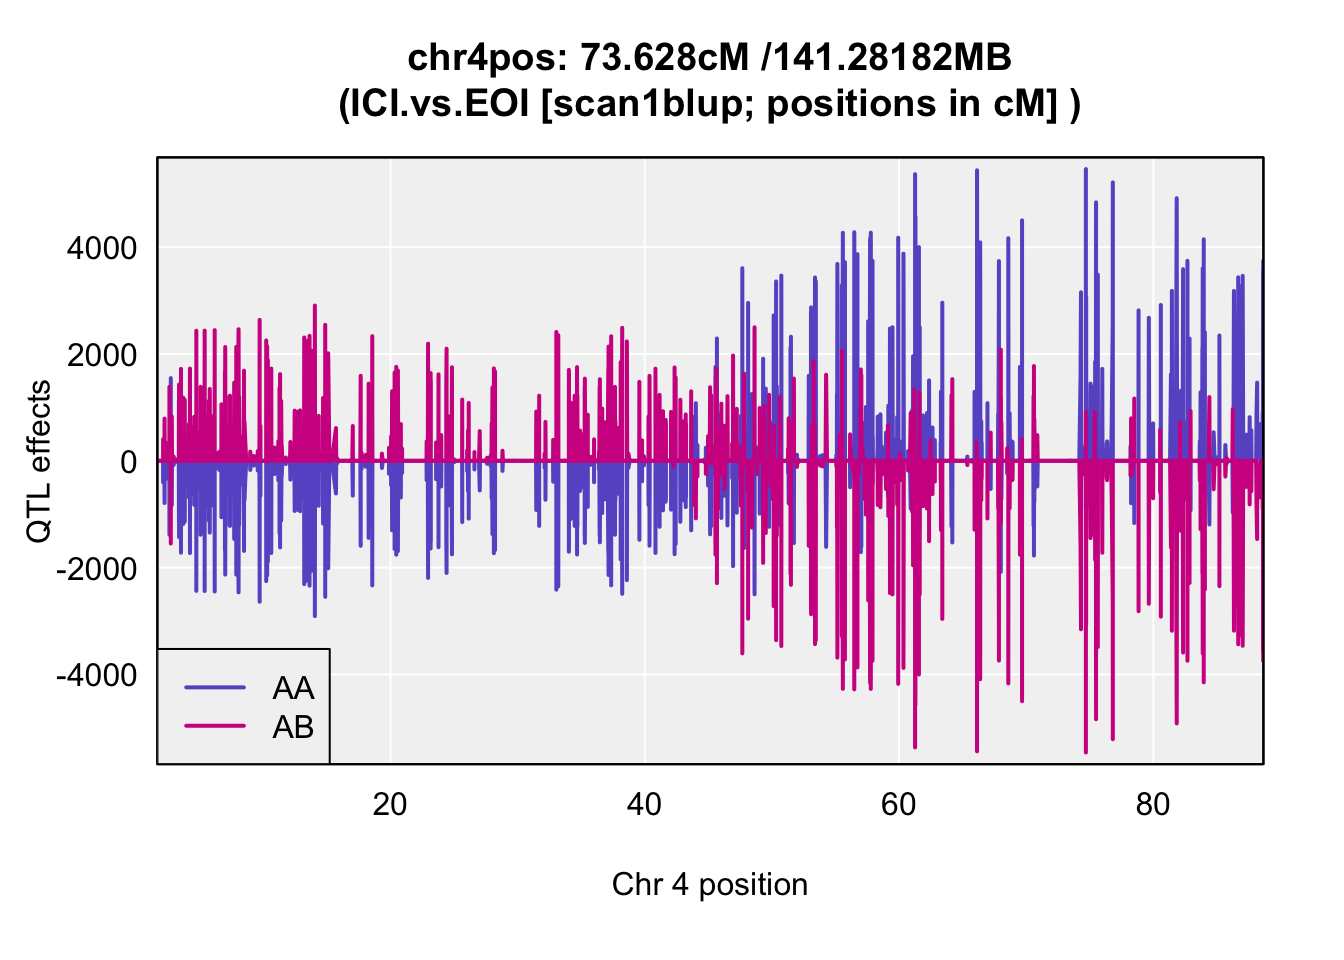 chr4pos: 73.628cM /141.28182MB
(ICI.vs.EOI [scan1blup; positions in cM] )
QTL effects
4000
2000
0
-2000
-4000
AA
AB
20
40
60
80
Chr 4 position